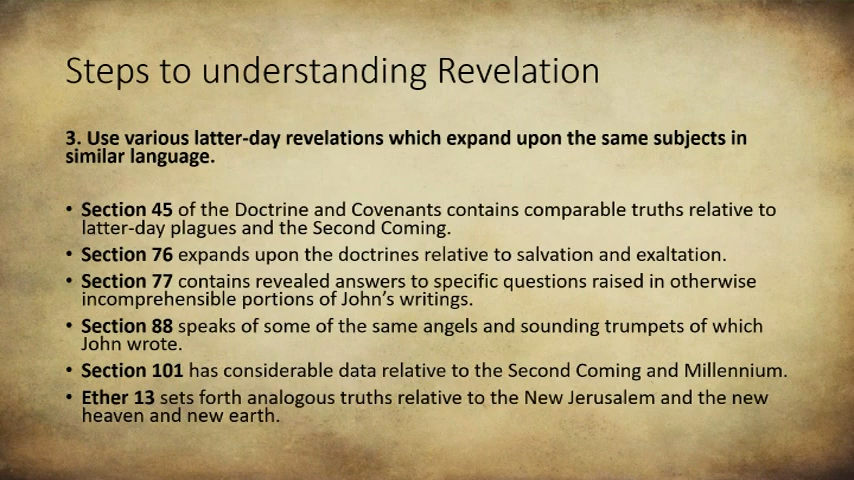 Steps to understanding Revelation
3. Use various latter-day revelations which expand upon the same subjects in
similar language.
• Section 45 of the Doctrine and Covenants contains comparable truths relative to
latter-day plagues and the Second Coming.
• Section 76 expands upon the doctrines relative to salvation and exaltation.
• Section 77 contains revealed answers to specific questions raised in otherwise
incomprehensible portions of John’s writings.
• Section 88 speaks of some of the same angels and sounding trumpets of which
John wrote.
• Section 101 has considerable data relative to the Second Coming and Millennium.
• Ether 13 sets forth analogous truths relative to the New Jerusalem and the new
heaven and new earth.